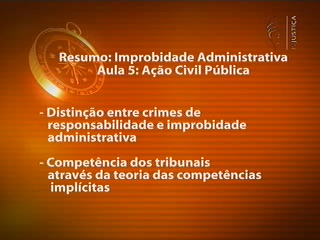 JUSTIÇA
Resumo: Improbidade Administrativa
Aula 5: Ação Civil Pública
- Distinção entre crimes de
responsabilidade e improbidade
administrativa
- Competência dos tribunais
através da teoria das competências
implícitas